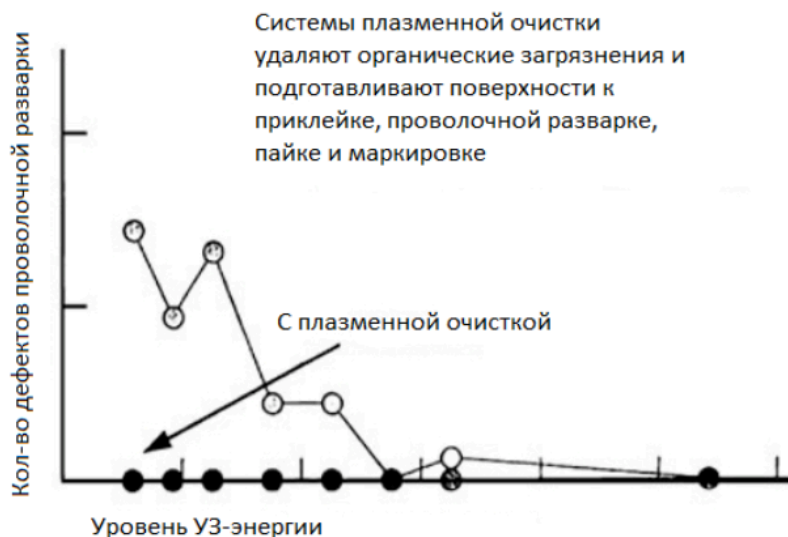 Системы плазменной очистки
удаляют органические загрязнения и
подготавливают поверхности к
приклейке, проволочной разварке,
пайке и маркировке
Кол-во дефектов проволочной разварки
С плазменной очисткой
Уровень УЗ-энергии